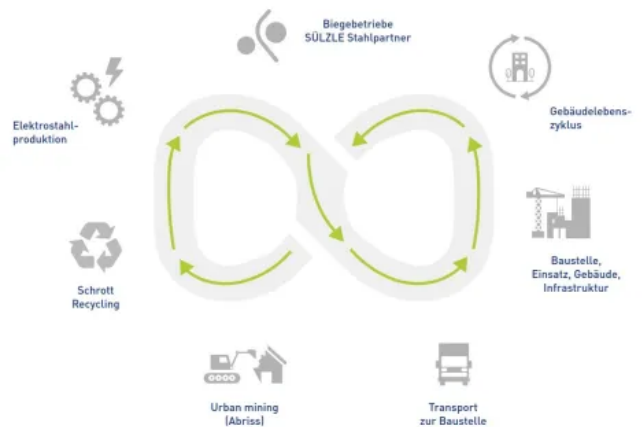 Biegebetriebe
SÜLZLE Stahlpartner
Elektrostahl-
produktion
Gebäudelebens-
zyklus
Schrott
Recycling
Baustelle,
Einsatz, Gebäude,
Infrastruktur
Urban mining
(Abriss)
Transport
zur Baustelle